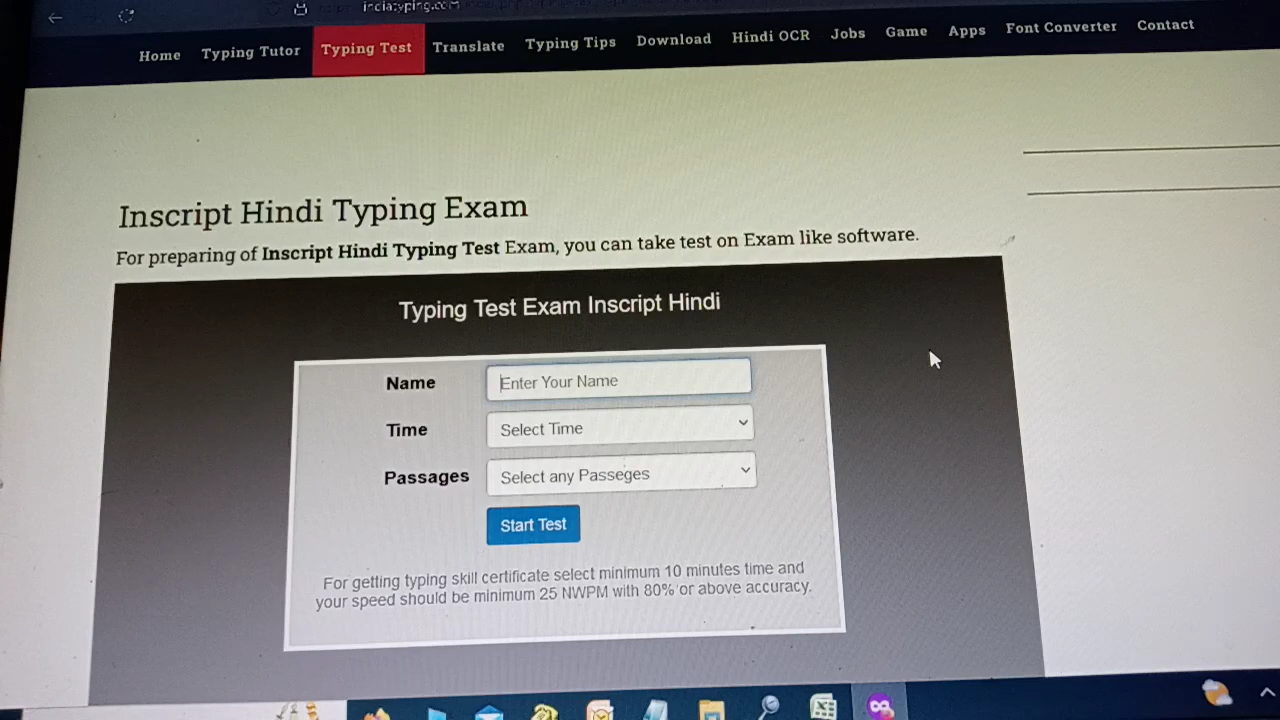 indiatyping.com
Home Typing Tutor Typing Test Translate Typing Tips Download Hindi OCR Jobs Game Apps Font Converter Contact
Inscript Hindi Typing Exam
For preparing of Inscript Hindi Typing Test Exam, you can take test on Exam like software.
Typing Test Exam Inscript Hindi
Name Enter Your Name
Time Select Time
Passages Select any Passeges
Start Test
For getting typing skill certificate select minimum 10 minutes time and
your speed should be minimum 25 NWPM with 80% or above accuracy.